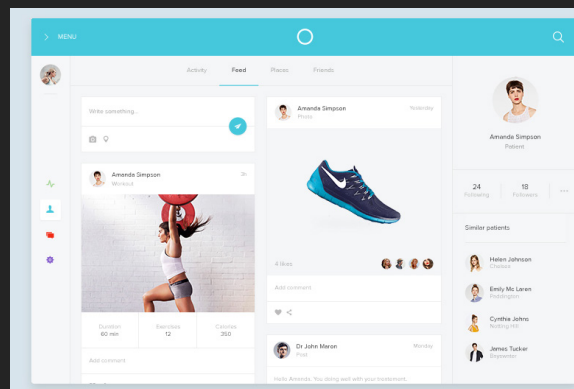 MENU
Activity Feed Places Friends
Write something...
Amanda Simpson
Workout
3h
Duration Exercises Calories
60 min 12 350
Add comment
Amanda Simpson
Photo
Yesterday
4 likes
Add comment
Dr John Maron
Post
Monday
Hello Amanda. You doing well with your treatement.
Amanda Simpson
Patient
24 18
Following Followers
Similar patients
Helen Johnson
Chelsea
Emily Mc Laren
Paddington
Cynthia Johns
Notting Hill
James Tucker
Bayswater